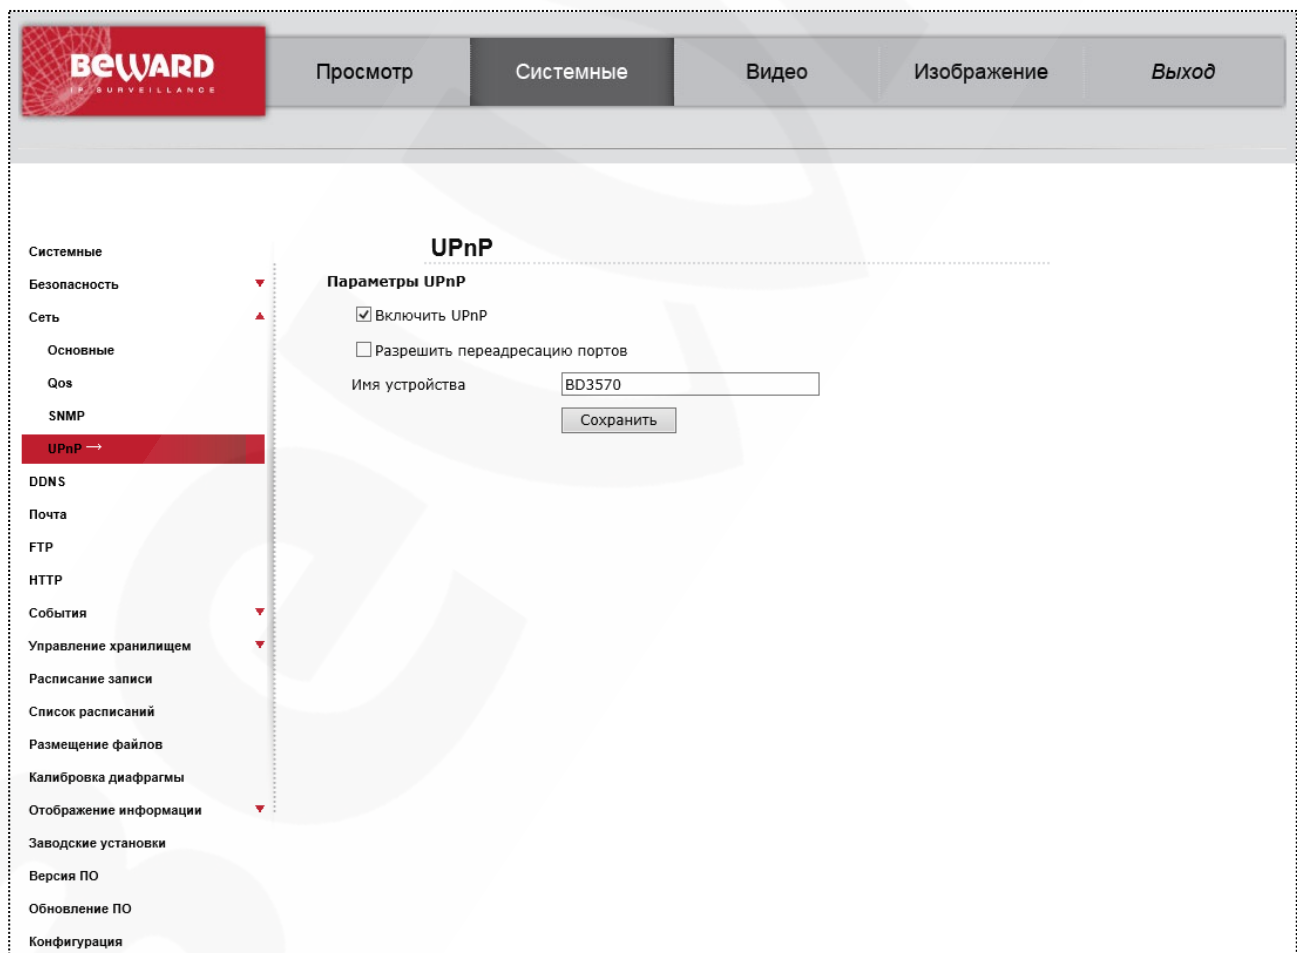 BEWARD
IP SURVEILLANCE
Просмотр
Системные
Видео
Изображение
Выход
Системные
Безопасность
Сеть
Основные
Qos
SNMP
UPnP →
DDNS
Почта
FTP
HTTP
События
Управление хранилищем
Расписание записи
Список расписаний
Размещение файлов
Калибровка диафрагмы
Отображение информации
Заводские установки
Версия ПО
Обновление ПО
Конфигурация
UPnP
Параметры UPnP
Включить UPnP
Разрешить переадресацию портов
Имя устройства BD3570
Сохранить